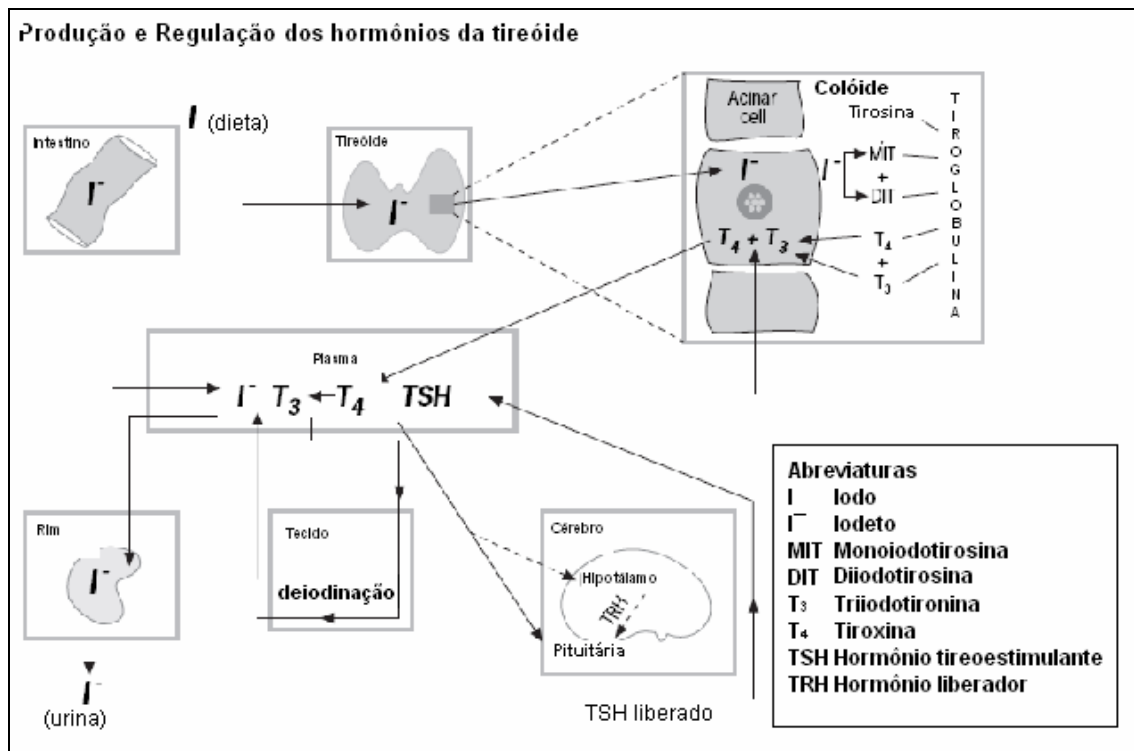 Produção e Regulação dos hormônios da tireóide
I (dieta)
Intestino
I⁻
Tireóide
I⁻
Acinar
cell
Colóide
Tirosina
TIROGLOBULINA
I⁻
I⁻
MIT
+
DIT
T₄ + T₃
T₄
+
T₃
Plasma
I⁻ T₃ T₄ TSH
Rim
I⁻
I⁻
(urina)
Tecido
deiodinação
Cérebro
Hipotálamo
TRH
Pituitária
TSH liberado
Abreviaturas
I Iodo
I⁻ Iodeto
MIT Monoiodotirosina
DIT Diiodotirosina
T₃ Triiodotironina
T₄ Tiroxina
TSH Hormônio tireoestimulante
TRH Hormônio liberador